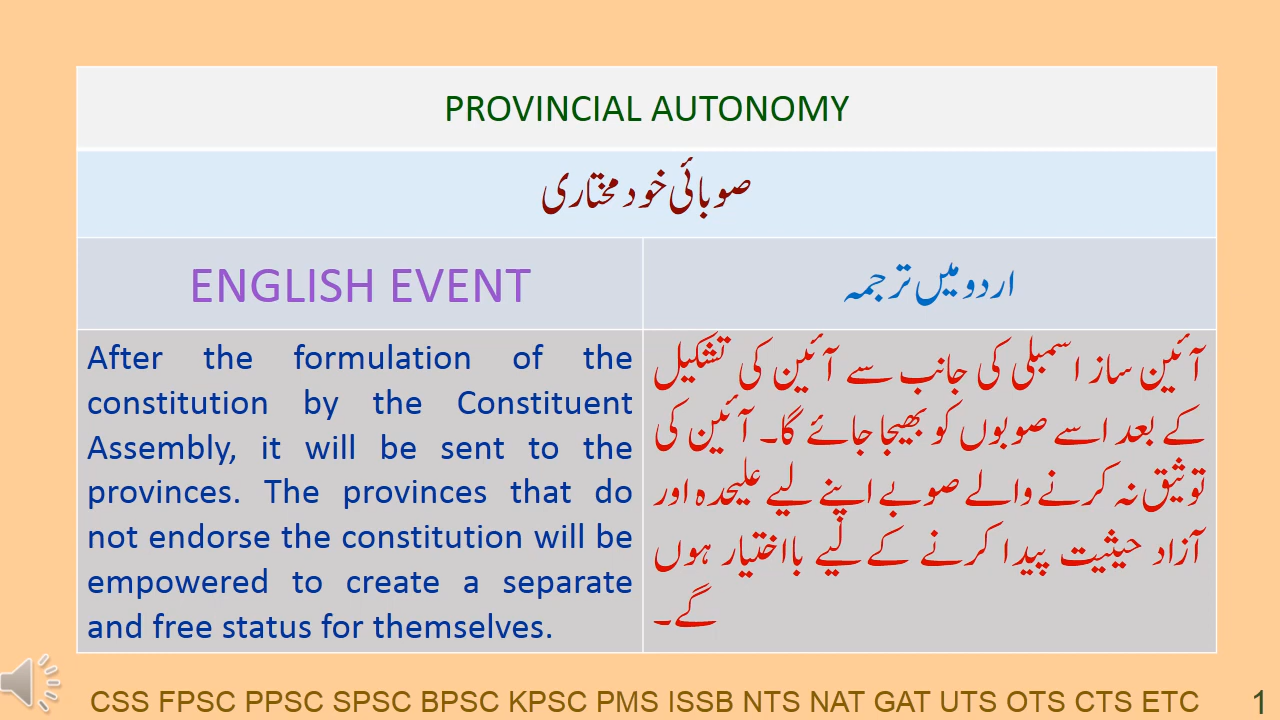 PROVINCIAL AUTONOMY
صوبائی خود مختاری
ENGLISH EVENT
اردو میں ترجمہ
After the formulation of the
constitution by the Constituent
Assembly, it will be sent to the
provinces. The provinces that do
not endorse the constitution will be
empowered to create a separate
and free status for themselves.
آئین ساز اسمبلی کی جانب سے آئین کی تشکیل
کے بعد اسے صوبوں کو بھیجا جائے گا۔ آئین کی
توثیق نہ کرنے والے صوبے اپنے لیے علیحدہ اور
آزاد حیثیت پیدا کرنے کے لیے بااختیار ہوں
گے۔
CSS FPSC PPSC SPSC BPSC KPSC PMS ISSB NTS NAT GAT UTS OTS CTS ETC
1